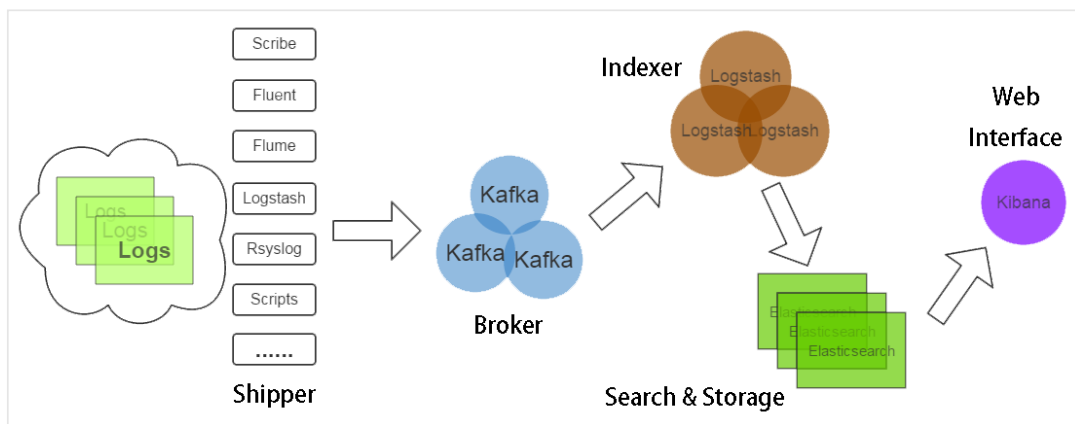 Scribe
Fluent
Flume
Logstash
Rsyslog
Scripts
......
Shipper
Logs
Logs
Logs
Kafka
Kafka
Kafka
Broker
Indexer
Logstash
Logstash
Logstash
Elasticsearch
Elasticsearch
Elasticsearch
Search & Storage
Web
Interface
Kibana